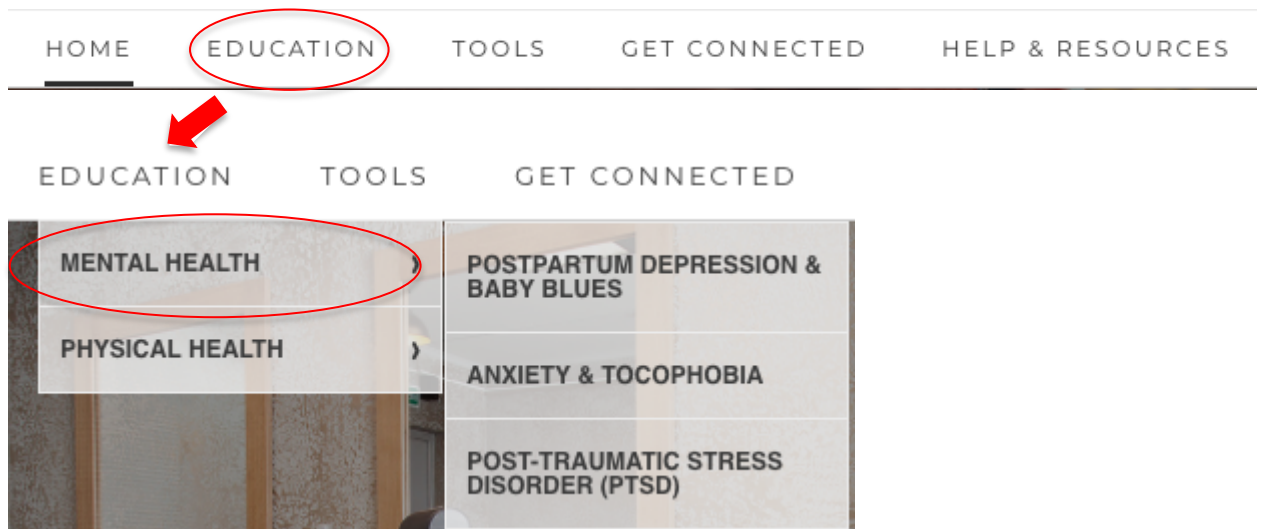 HOME EDUCATION TOOLS GET CONNECTED HELP & RESOURCES
EDUCATION TOOLS GET CONNECTED
MENTAL HEALTH
PHYSICAL HEALTH
POSTPARTUM DEPRESSION &
BABY BLUES
ANXIETY & TOCOPHOBIA
POST-TRAUMATIC STRESS
DISORDER (PTSD)